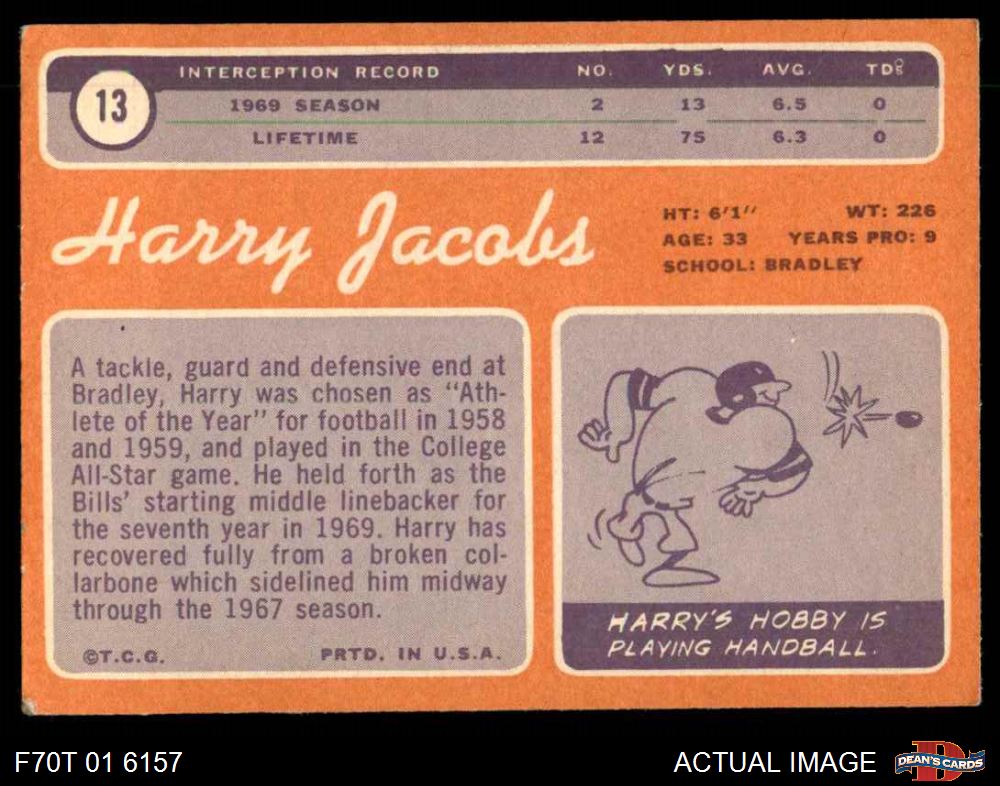 13
INTERCEPTION RECORD NO. YDS. AVG. TDS
1969 SEASON 2 13 6.5 0
LIFETIME 12 75 6.3 0
Harry Jacobs
HT: 6'1" WT: 226
AGE: 33 YEARS PRO: 9
SCHOOL: BRADLEY
A tackle, guard and defensive end at
Bradley, Harry was chosen as "Ath-
lete of the Year" for football in 1958
and 1959, and played in the College
All-Star game. He held forth as the
Bills' starting middle linebacker for
the seventh year in 1969. Harry has
recovered fully from a broken col-
larbone which sidelined him midway
through the 1967 season.
©T.C.G. PRTD. IN U.S.A.
HARRY'S HOBBY IS
PLAYING HANDBALL.
F70T 01 6157
ACTUAL IMAGE
D
DEAN'S CARDS